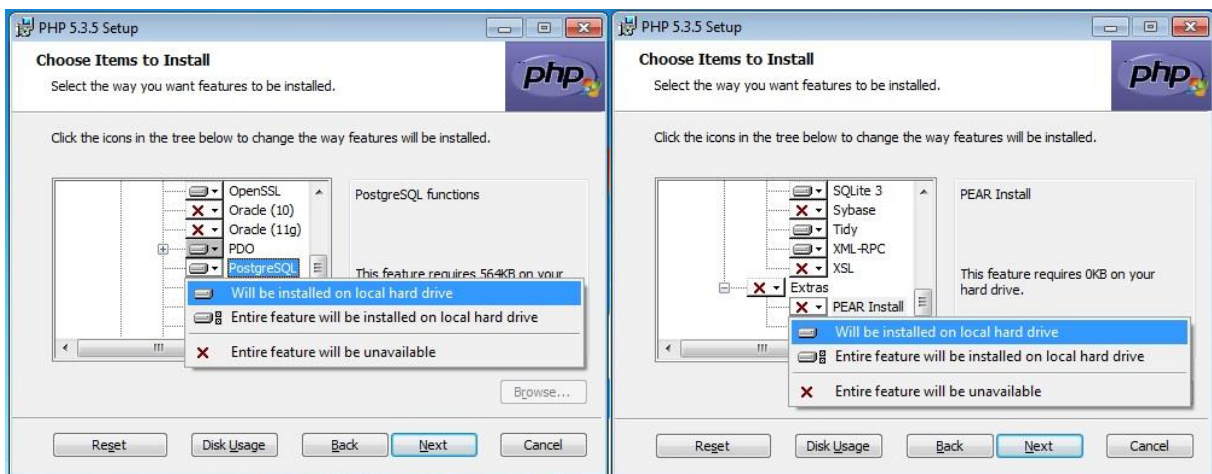 PHP 5.3.5 Setup
Choose Items to Install
Select the way you want features to be installed.
php
Click the icons in the tree below to change the way features will be installed.
OpenSSL
Oracle (10)
Oracle (11g)
PDO
PostgreSQL
PostgreSQL functions
This feature requires 564KB on your
Will be installed on local hard drive
Entire feature will be installed on local hard drive
Entire feature will be unavailable
Browse...
Reset
Disk Usage
Back
Next
Cancel
PHP 5.3.5 Setup
Choose Items to Install
Select the way you want features to be installed.
php
Click the icons in the tree below to change the way features will be installed.
SQLite 3
Sybase
Tidy
XML-RPC
XSL
Extras
PEAR Install
PEAR Install
This feature requires 0KB on your
hard drive.
Will be installed on local hard drive
Entire feature will be installed on local hard drive
Entire feature will be unavailable
Reset
Disk Usage
Back
Next
Cancel